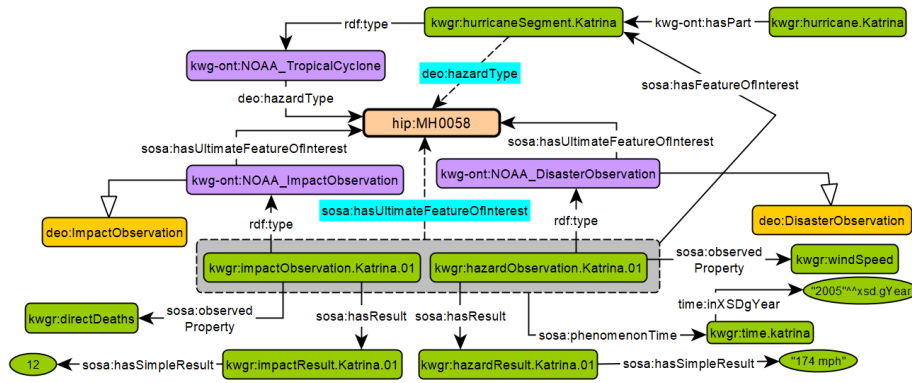 rdf:type
kwgr:hurricaneSegment.Katrina
kwg-ont:hasPart
kwgr:hurricane.Katrina
kwg-ont:NOAA_TropicalCyclone
deo:hazardType
sosa:hasFeatureOfInterest
deo:hazardType
hip:MH0058
sosa:hasUltimateFeatureOfInterest
sosa:hasUltimateFeatureOfInterest
kwg-ont:NOAA_ImpactObservation
kwg-ont:NOAA_DisasterObservation
sosa:hasUltimateFeatureOfInterest
deo:ImpactObservation
rdf:type
rdf:type
deo:DisasterObservation
kwgr:impactObservation.Katrina.01
kwgr:hazardObservation.Katrina.01
sosa:observed
Property
kwgr:windSpeed
"2005"^^xsd.gYear
time:inXSDgYear
kwgr:directDeaths
sosa:observed
Property
sosa:hasResult
sosa:hasResult
sosa:phenomenonTime
kwgr:time.katrina
12
sosa:hasSimpleResult
kwgr:impactResult.Katrina.01
kwgr:hazardResult.Katrina.01
sosa:hasSimpleResult
"174 mph"